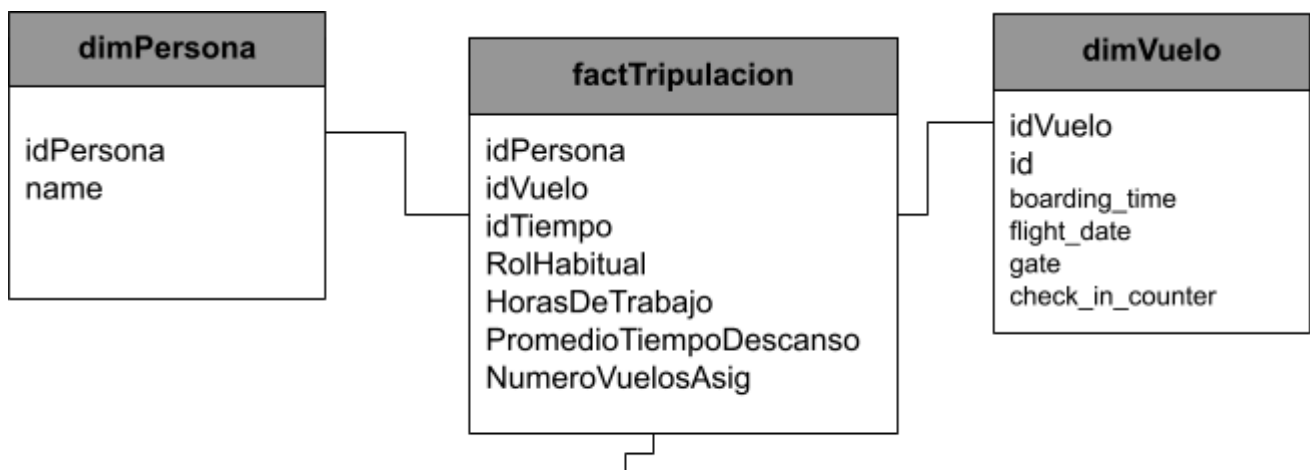 dimPersona
idPersona
name
factTripulacion
idPersona
idVuelo
idTiempo
RolHabitual
HorasDeTrabajo
PromedioTiempoDescanso
NumeroVuelosAsig
dimVuelo
idVuelo
id
boarding_time
flight_date
gate
check_in_counter